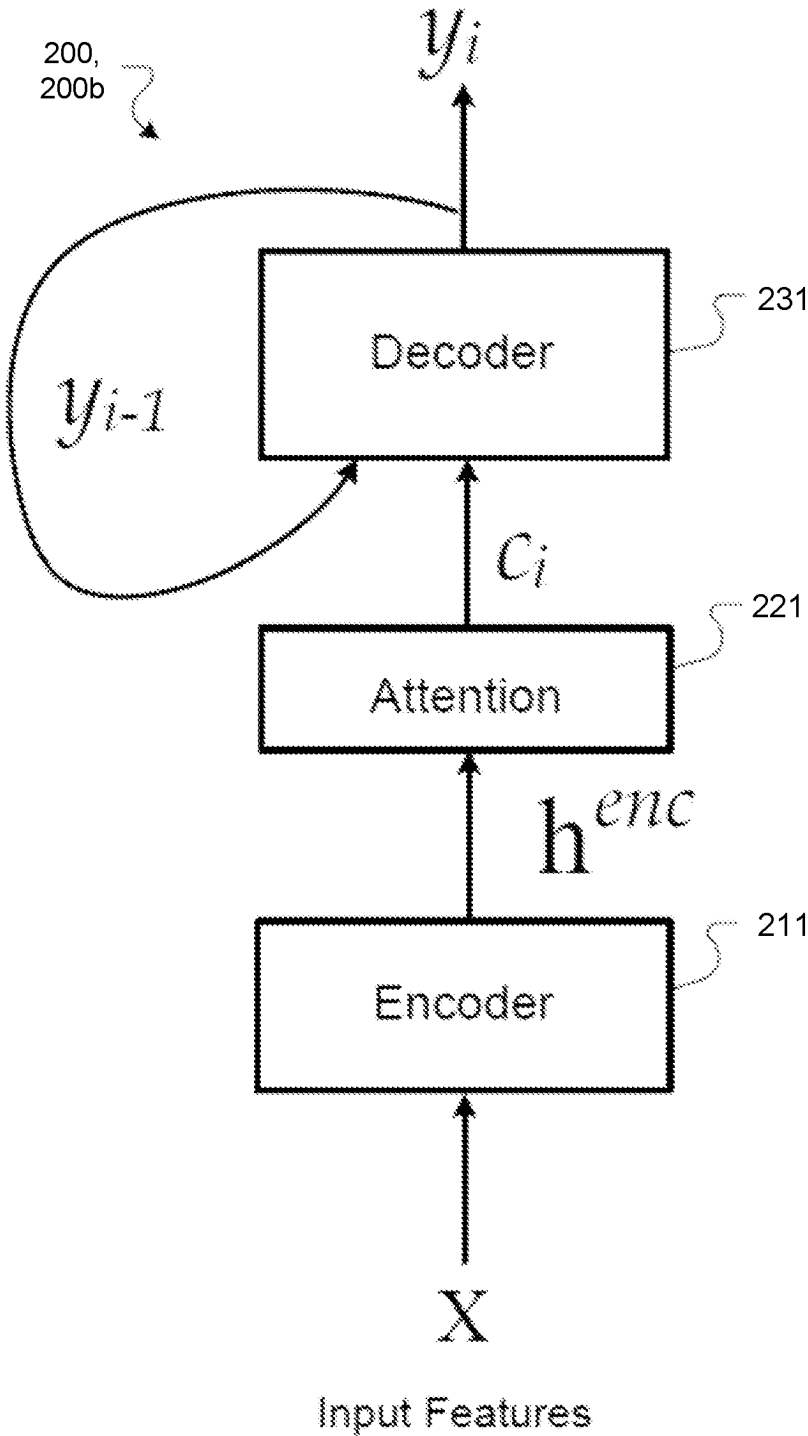 200,
200b
yᵢ
Decoder
231
yᵢ₋₁
cᵢ
221
Attention
hᵉⁿᶜ
211
Encoder
X
Input Features